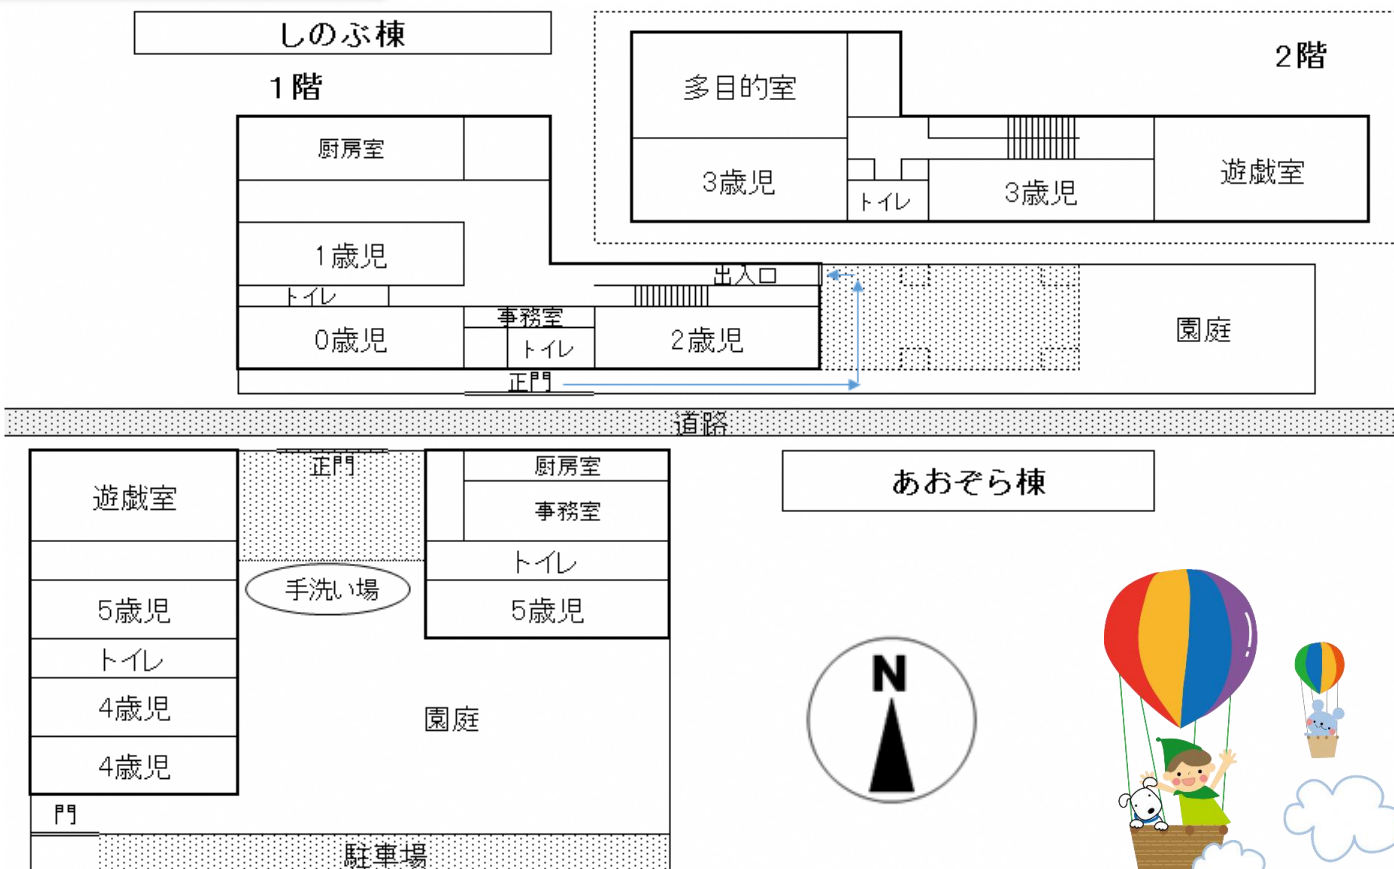 しのぶ棟
1階
2階
厨房室
多目的室
3歳児
トイレ
3歳児
遊戯室
1歳児
トイレ
0歳児
事務室
トイレ
2歳児
出入口
園庭
正門
道路
遊戯室
正門
厨房室
事務室
あおぞら棟
トイレ
手洗い場
5歳児
5歳児
トイレ
4歳児
園庭
4歳児
門
駐車場
N